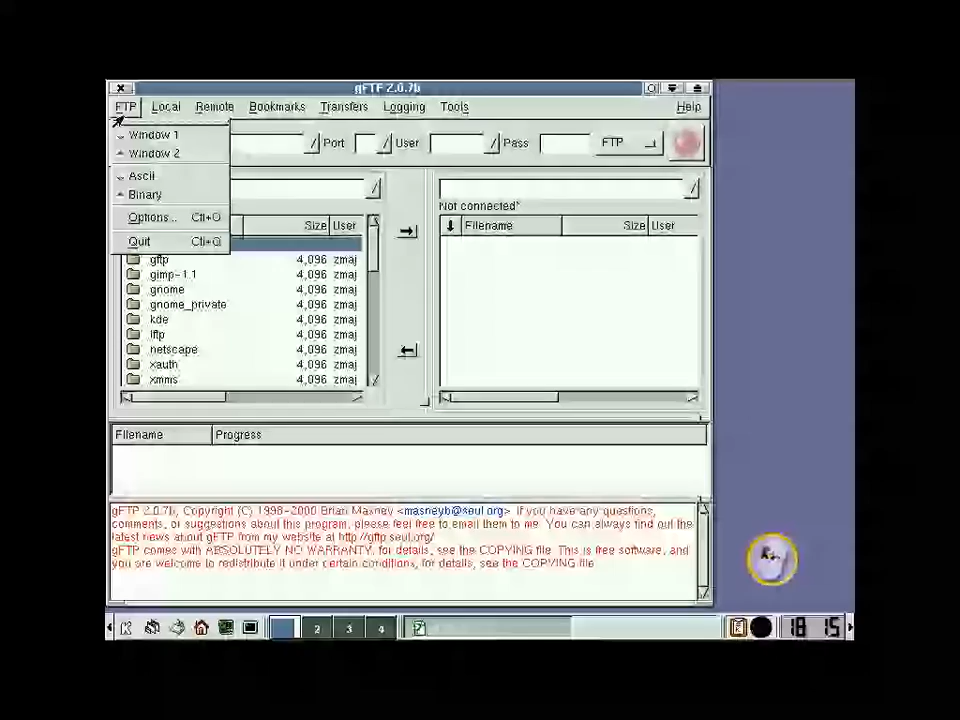 gFTP 2.0.7b
FTP Local Remote Bookmarks Transfers Logging Tools Help
Window 1
Window 2
Ascii
Binary
Options... Ctl+O
Quit Ctl+Q
Port User Pass FTP
Not connected*
Size User
Filename Size User
gftp 4,096 zmaj
gimp-1.1 4,096 zmaj
gnome 4,096 zmaj
gnome_private 4,096 zmaj
kde 4,096 zmaj
lftp 4,096 zmaj
netscape 4,096 zmaj
xauth 4,096 zmaj
xmms 4,096 zmaj
Filename Progress
gFTP 2.0.7b, Copyright (C) 1998-2000 Brian Masney <masneyb@seul.org> If you have any questions,
comments, or suggestions about this program, please feel free to email them to me. You can always find out the
latest news about gFTP from my website at http://gftp.seul.org/
gFTP comes with ABSOLUTELY NO WARRANTY, for details, see the COPYING file. This is free software, and
you are welcome to redistribute it under certain conditions, for details, see the COPYING file
2 3 4
18 15